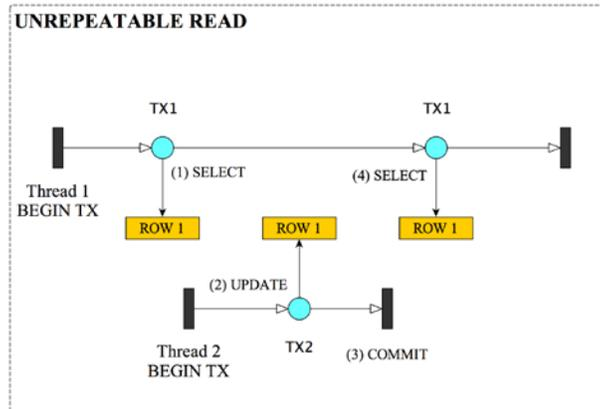 UNREPEATABLE READ
TX1
TX1
(1) SELECT
(4) SELECT
Thread 1
BEGIN TX
ROW 1
ROW 1
ROW 1
(2) UPDATE
TX2
(3) COMMIT
Thread 2
BEGIN TX